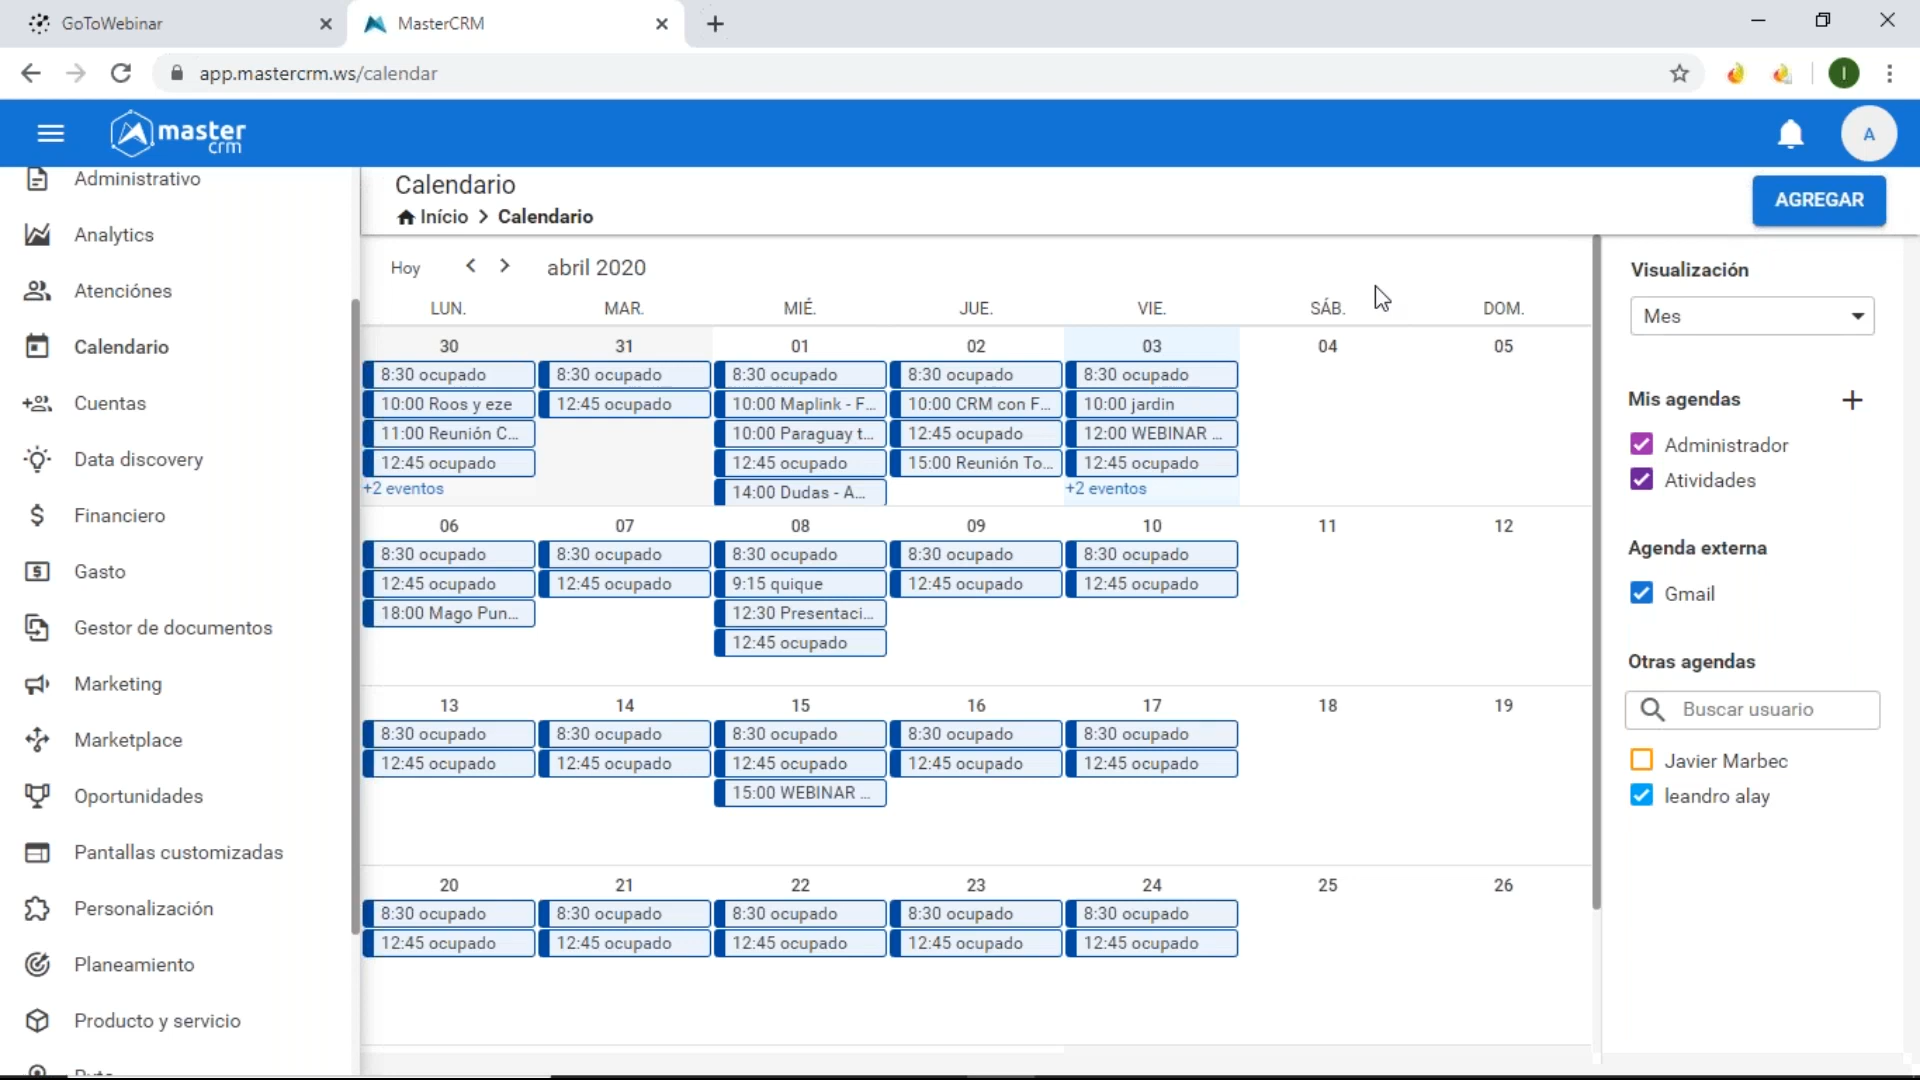 GoToWebinar
MasterCRM
app.mastercrm.ws/calendar
I
master
crm
A
Administrativo
Analytics
Atenciónes
Calendario
Cuentas
Data discovery
Financiero
Gasto
Gestor de documentos
Marketing
Marketplace
Oportunidades
Pantallas customizadas
Personalización
Planeamiento
Producto y servicio
Calendario
Início > Calendario
AGREGAR
Hoy < > abril 2020
LUN. MAR. MIÉ. JUE. VIE. SÁB. DOM.
30 31 01 02 03 04 05
8:30 ocupado 8:30 ocupado 8:30 ocupado 8:30 ocupado 8:30 ocupado
10:00 Roos y eze 12:45 ocupado 10:00 Maplink - F... 10:00 CRM con F... 10:00 jardin
11:00 Reunión C... 10:00 Paraguay t... 12:45 ocupado 12:00 WEBINAR ...
12:45 ocupado 12:45 ocupado 15:00 Reunión To... 12:45 ocupado
+2 eventos 14:00 Dudas - A... +2 eventos
06 07 08 09 10 11 12
8:30 ocupado 8:30 ocupado 8:30 ocupado 8:30 ocupado 8:30 ocupado
12:45 ocupado 12:45 ocupado 9:15 quique 12:45 ocupado 12:45 ocupado
18:00 Mago Pun... 12:30 Presentaci...
12:45 ocupado
13 14 15 16 17 18 19
8:30 ocupado 8:30 ocupado 8:30 ocupado 8:30 ocupado 8:30 ocupado
12:45 ocupado 12:45 ocupado 12:45 ocupado 12:45 ocupado 12:45 ocupado
15:00 WEBINAR ...
20 21 22 23 24 25 26
8:30 ocupado 8:30 ocupado 8:30 ocupado 8:30 ocupado 8:30 ocupado
12:45 ocupado 12:45 ocupado 12:45 ocupado 12:45 ocupado 12:45 ocupado
Visualización
Mes
Mis agendas +
Administrador
Atividades
Agenda externa
Gmail
Otras agendas
Buscar usuario
Javier Marbec
leandro alay